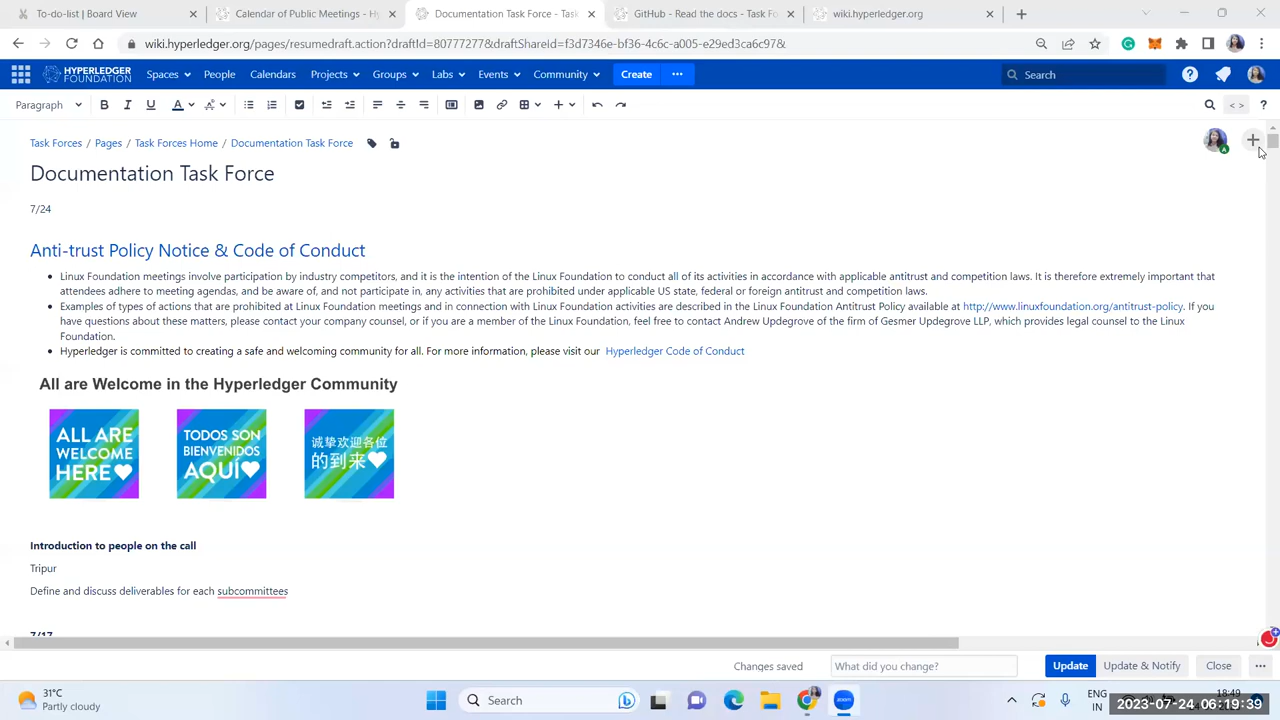 To-do-list | Board View
Calendar of Public Meetings - H
Documentation Task Force - Task
GitHub - Read the docs - Task Fo
wiki.hyperledger.org
wiki.hyperledger.org/pages/resumedraft.action?draftId=80777277&draftShareId=f3d7346e-bf36-4c6c-a005-e29ed3ca6c97&
HYPERLEDGER
FOUNDATION
Spaces
People
Calendars
Projects
Groups
Labs
Events
Community
Create
Search
Paragraph
Task Forces / Pages / Task Forces Home / Documentation Task Force
Documentation Task Force
7/24
Anti-trust Policy Notice & Code of Conduct
Linux Foundation meetings involve participation by industry competitors, and it is the intention of the Linux Foundation to conduct all of its activities in accordance with applicable antitrust and competition laws. It is therefore extremely important that
attendees adhere to meeting agendas, and be aware of, and not participate in, any activities that are prohibited under applicable US state, federal or foreign antitrust and competition laws.
Examples of types of actions that are prohibited at Linux Foundation meetings and in connection with Linux Foundation activities are described in the Linux Foundation Antitrust Policy available at http://www.linuxfoundation.org/antitrust-policy. If you
have questions about these matters, please contact your company counsel, or if you are a member of the Linux Foundation, feel free to contact Andrew Updegrove of the firm of Gesmer Updegrove LLP, which provides legal counsel to the Linux
Foundation.
Hyperledger is committed to creating a safe and welcoming community for all. For more information, please visit our Hyperledger Code of Conduct
All are Welcome in the Hyperledger Community
ALL ARE
WELCOME
HERE
TODOS SON
BIENVENIDOS
AQUÍ
诚挚欢迎各位
的到来
Introduction to people on the call
Tripur
Define and discuss deliverables for each subcommittees
7/17
Changes saved
What did you change?
Update
Update & Notify
Close
31°C
Partly cloudy
Search
ENG
IN
18:49
2023-07-24 06:19:39